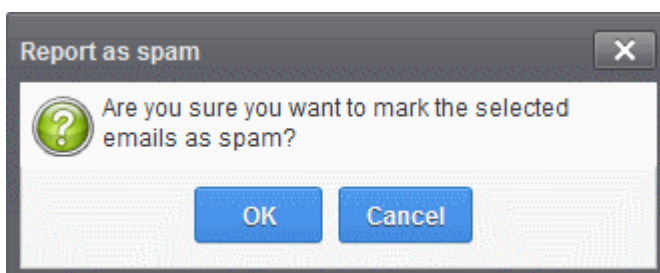 Report as spam
Are you sure you want to mark the selected
emails as spam?
OK Cancel